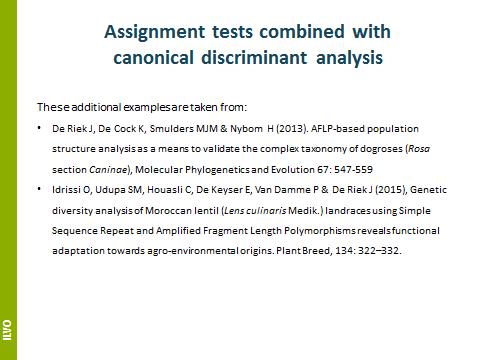 Assignment tests combined with
canonical discriminant analysis
These additional examples are taken from:
• De Riek J, De Cock K, Smulders MJM & Nybom H (2013). AFLP-based population
structure analysis as a means to validate the complex taxonomy of dogroses (Rosa
section Caninae), Molecular Phylogenetics and Evolution 67: 547-559
• Idrissi O, Udupa SM, Houasli C, De Keyser E, Van Damme P & De Riek J (2015), Genetic
diversity analysis of Moroccan lentil (Lens culinaris Medik.) landraces using Simple
Sequence Repeat and Amplified Fragment Length Polymorphisms reveals functional
adaptation towards agro-environmental origins. Plant Breed, 134: 322–332.
ILVO